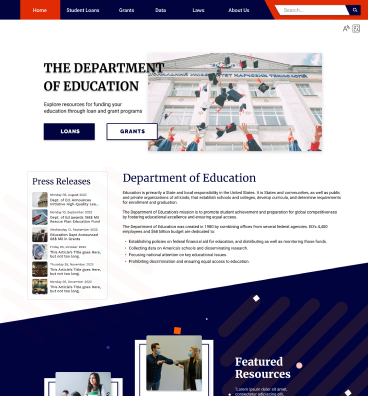 Home Student Loans Grants Data Laws About Us Search...
THE DEPARTMENT
OF EDUCATION
Explore resources for funding your
education through loan and grant programs
LOANS GRANTS
Press Releases
Monday 08, August 2022
Dept. of Ed. Announces
Initiative High-Quality Lea...
Monday 12, September 2022
Dept. of Ed awards 1888 Mill
Rescue Plan Education Fund
Wednesday 12, September 2022
Education Dept Announced
$68 Mill in Grants
Friday 20, October 2022
This Article's Title goes Here,
but not too long.
Thursday 26, November 2022
This Article's Title goes Here,
but not too long.
Monday 28, November 2022
This Article's Title goes Here,
but not too long.
Department of Education
Education is primarily a State and local responsibility in the United States. It is States and communities, as well as public
and private organizations of all kinds, that establish schools and colleges, develop curricula, and determine requirements
for enrollment and graduation.
The Department of Education's mission is to promote student achievement and preparation for global competitiveness
by fostering educational excellence and ensuring equal access.
The Department of Education was created in 1980 by combining offices from several federal agencies. ED's 4,400
employees and $68 billion budget are dedicated to:
• Establishing policies on federal financial aid for education, and distributing as well as monitoring those funds.
• Collecting data on America's schools and disseminating research.
• Focusing national attention on key educational issues.
• Prohibiting discrimination and ensuring equal access to education.
Featured
Resources
"Lorem ipsum dolor sit amet,
consectetur adipiscing elit,